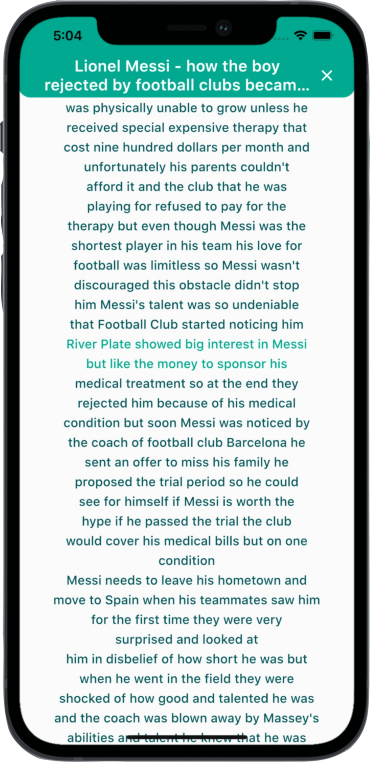 5:04
Lionel Messi - how the boy
rejected by football clubs becam...
was physically unable to grow unless he
received special expensive therapy that
cost nine hundred dollars per month and
unfortunately his parents couldn't
afford it and the club that he was
playing for refused to pay for the
therapy but even though Messi was the
shortest player in his team his love for
football was limitless so Messi wasn't
discouraged this obstacle didn't stop
him Messi's talent was so undeniable
that Football Club started noticing him
River Plate showed big interest in Messi
but like the money to sponsor his
medical treatment so at the end they
rejected him because of his medical
condition but soon Messi was noticed by
the coach of football club Barcelona he
sent an offer to miss his family he
proposed the trial period so he could
see for himself if Messi is worth the
hype if he passed the trial the club
would cover his medical bills but on one
condition
Messi needs to leave his hometown and
move to Spain when his teammates saw him
for the first time they were very
surprised and looked at
him in disbelief of how short he was but
when he went in the field they were
shocked of how good and talented he was
and the coach was blown away by Massey's
abilities and talent he knew that he was